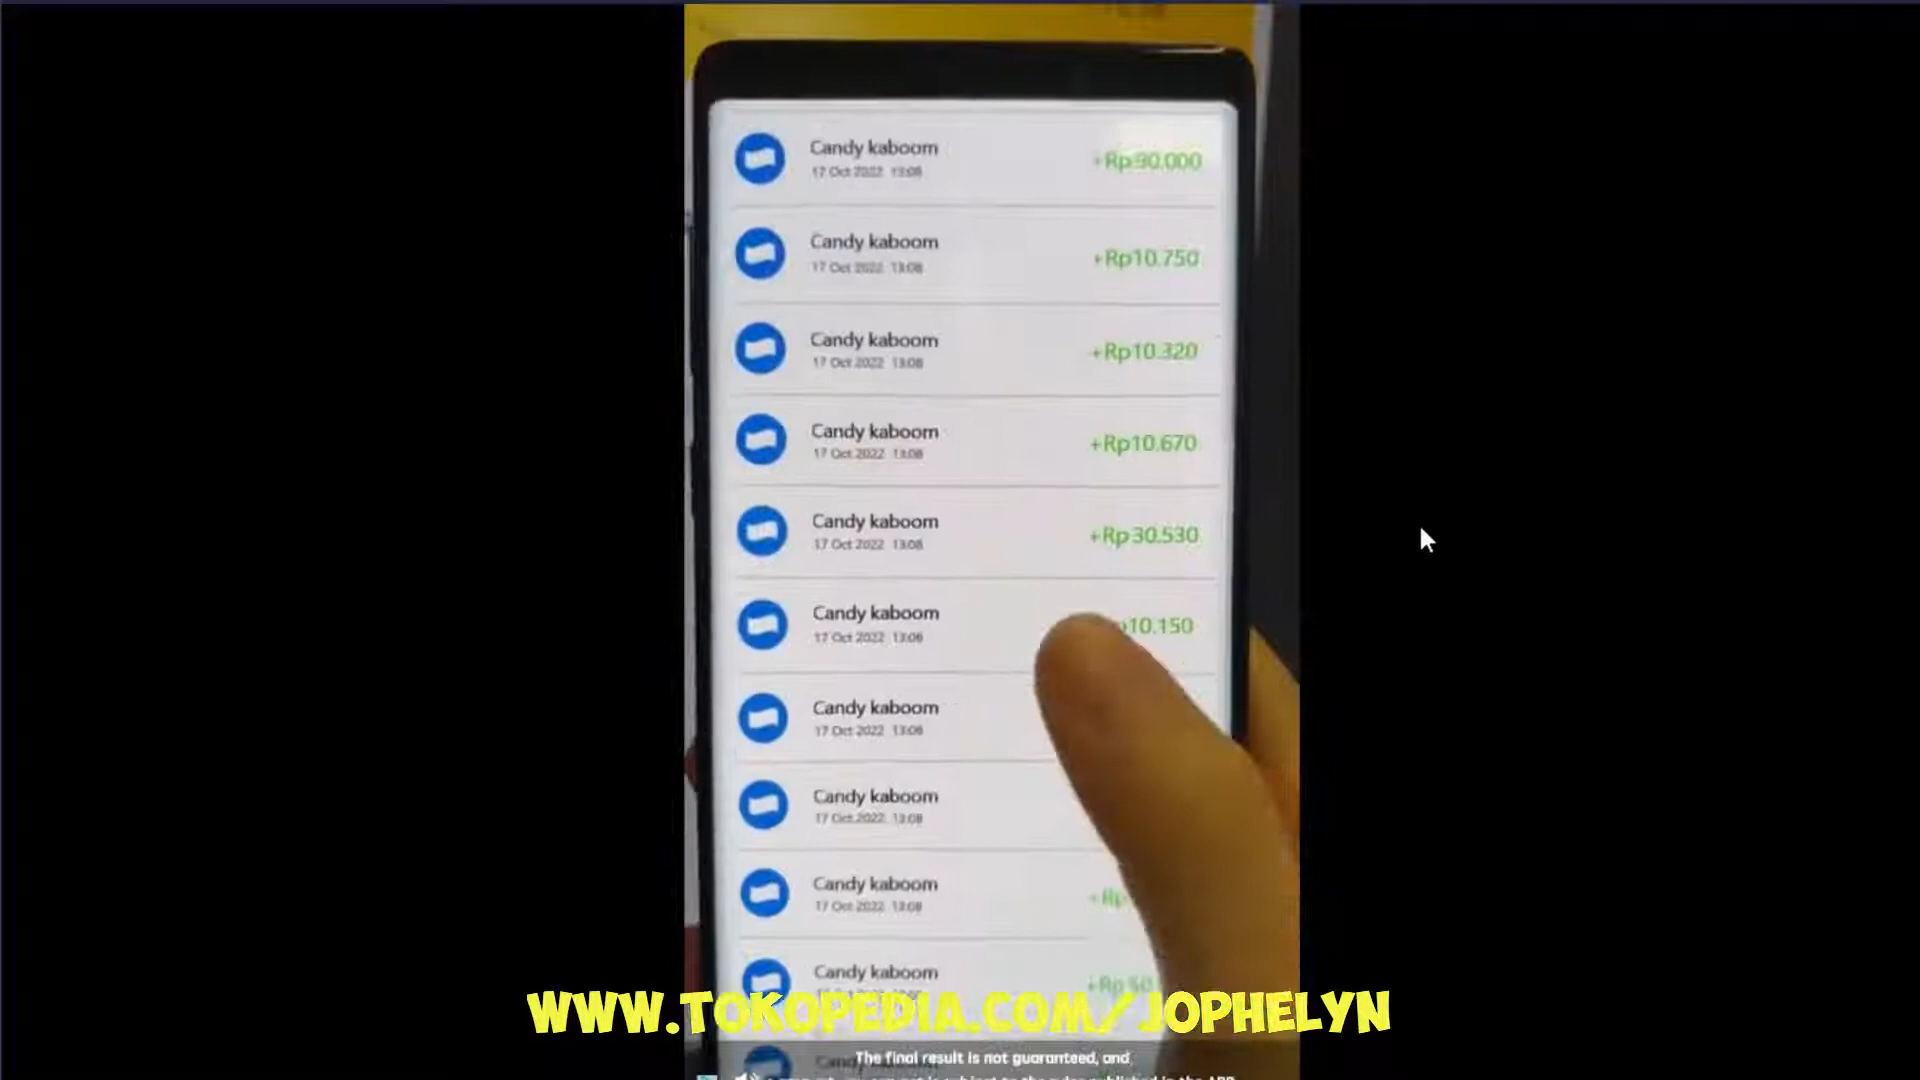 Candy kaboom
17 Oct 2022 13:08
+Rp90.000
Candy kaboom
17 Oct 2022 13:08
+Rp10.750
Candy kaboom
17 Oct 2022 13:08
+Rp10.320
Candy kaboom
17 Oct 2022 13:08
+Rp10.670
Candy kaboom
17 Oct 2022 13:08
+Rp30.530
Candy kaboom
17 Oct 2022 13:08
10.150
Candy kaboom
17 Oct 2022 13:08
Candy kaboom
17 Oct 2022 13:08
Candy kaboom
17 Oct 2022 13:08
+Rp
Candy kaboom
+Rp50
WWW.TOKOPEDIA.COM/JOPHELYN
Candy
The final result is not guaranteed, and